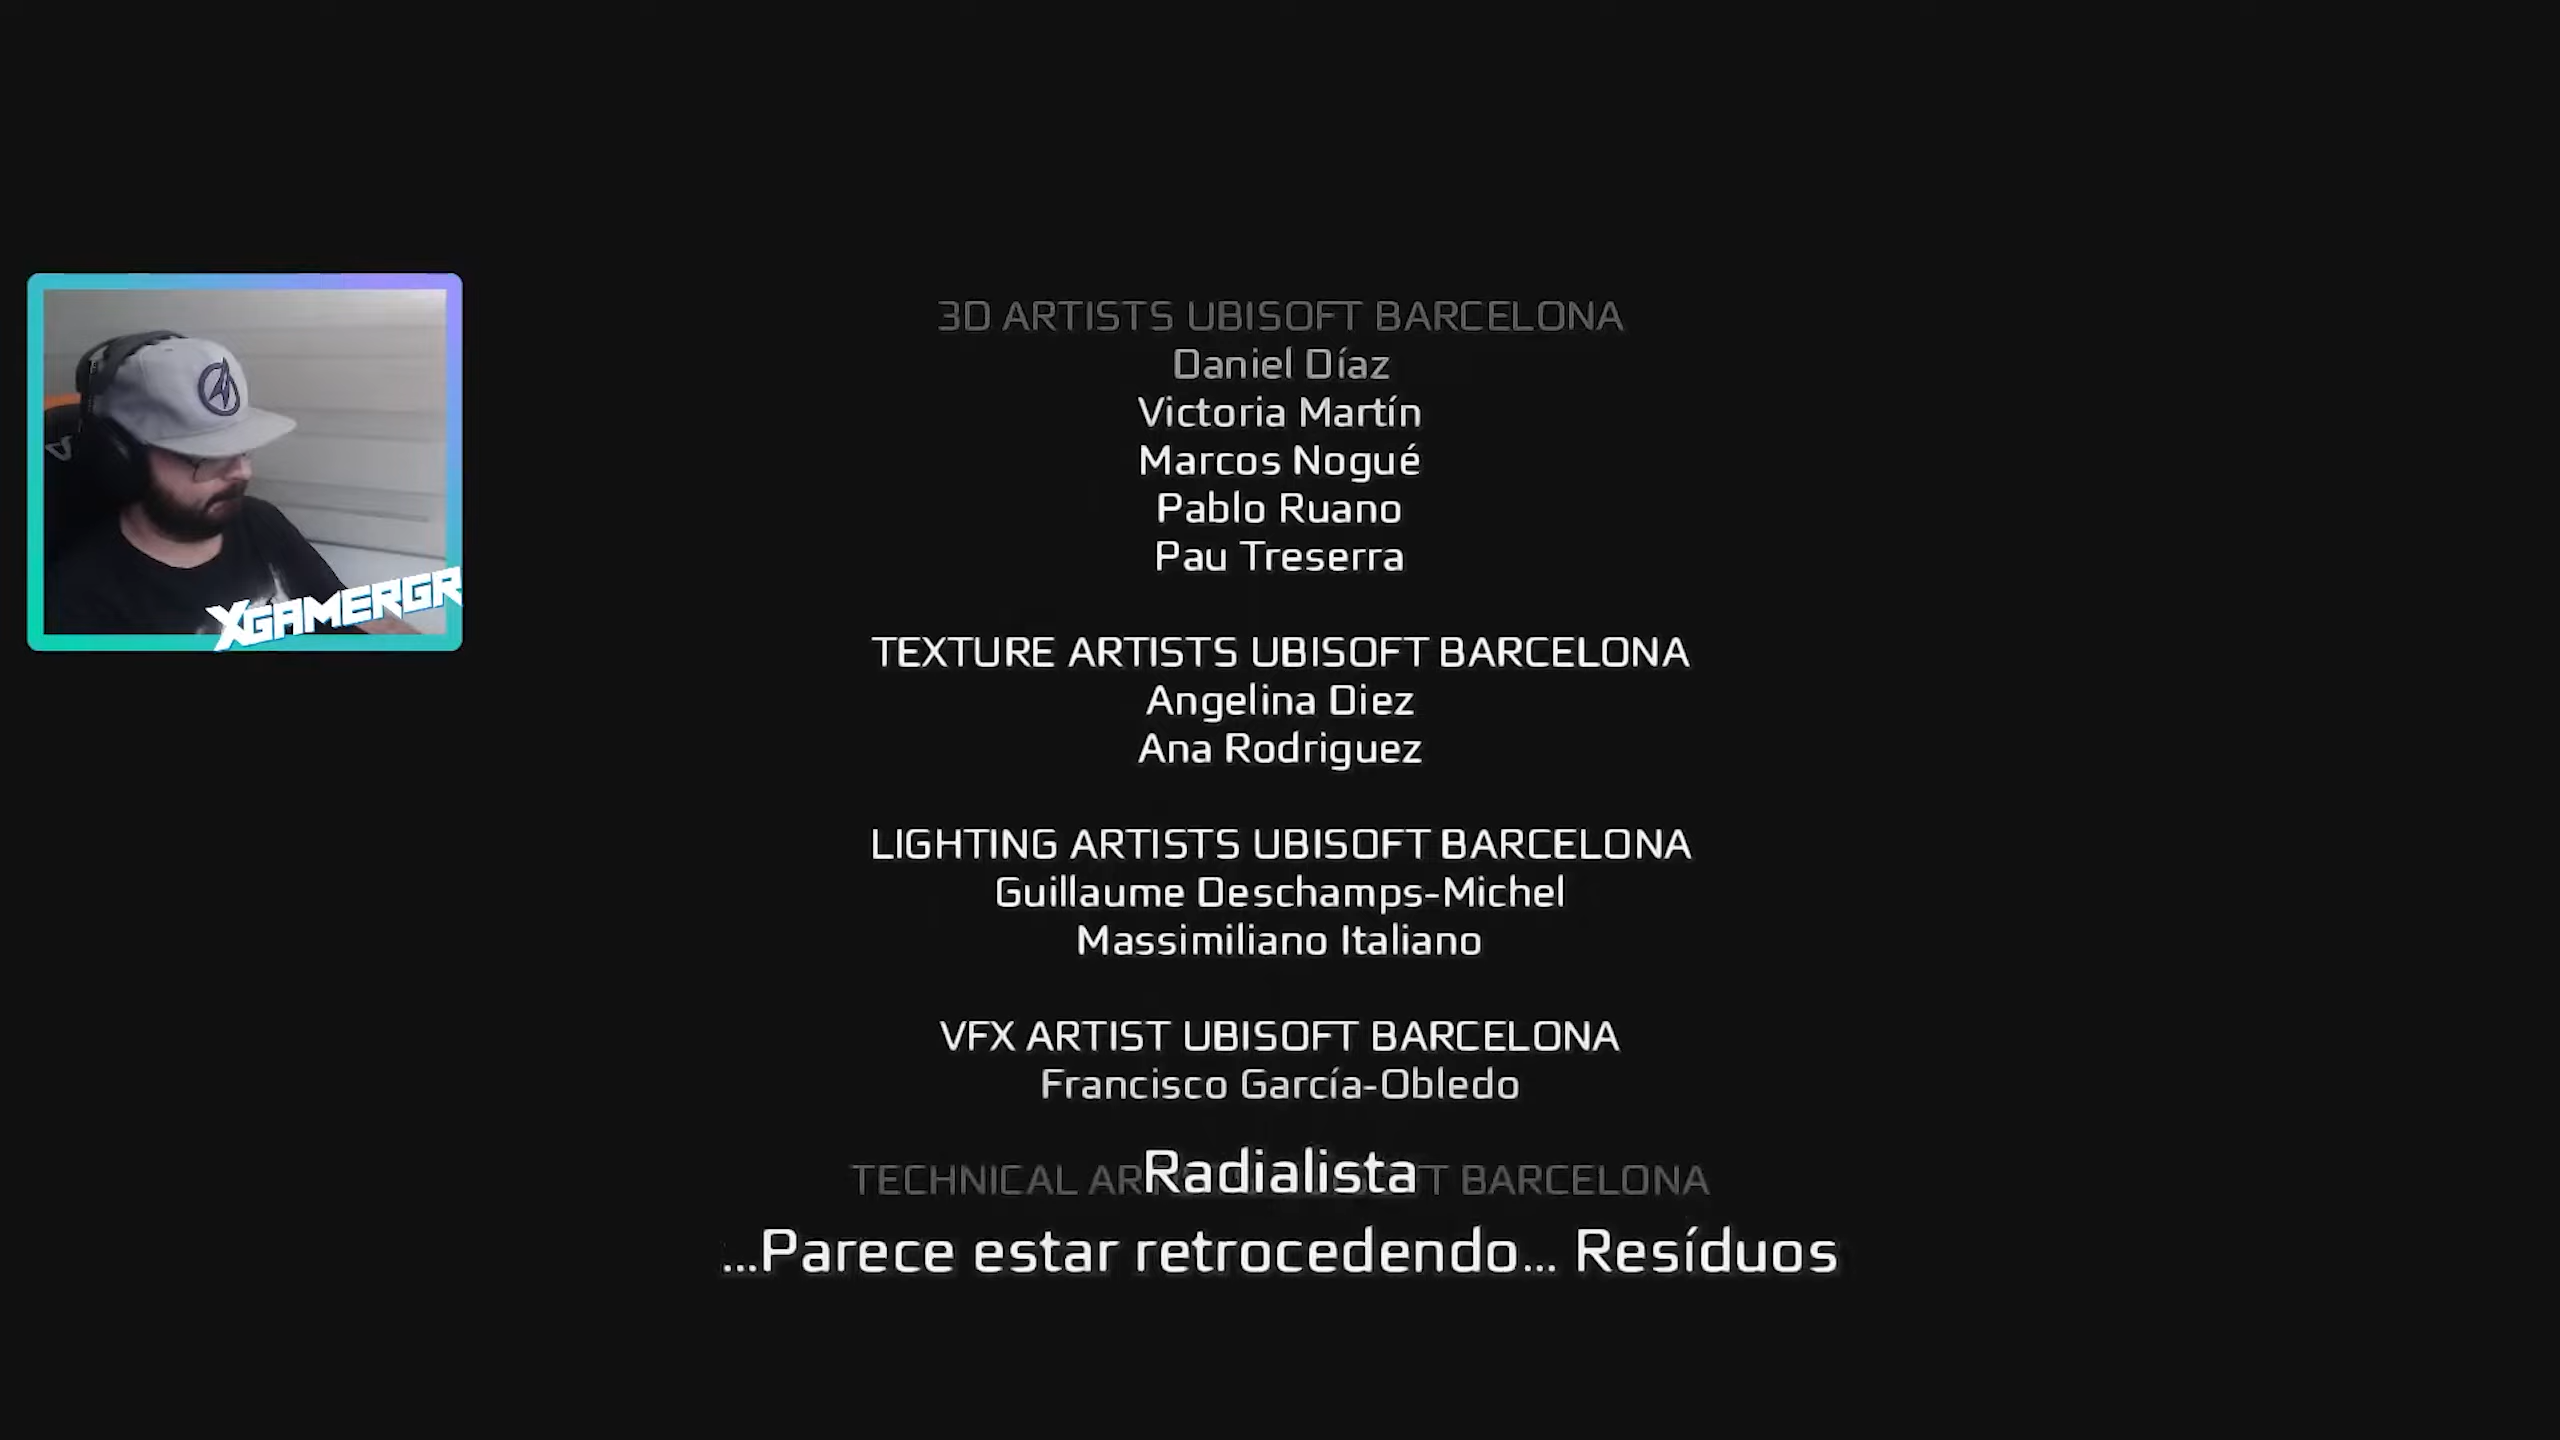 3D ARTISTS UBISOFT BARCELONA
Daniel Díaz
Victoria Martín
Marcos Nogué
Pablo Ruano
Pau Treserra
XGAMERGR
TEXTURE ARTISTS UBISOFT BARCELONA
Angelina Diez
Ana Rodriguez
LIGHTING ARTISTS UBISOFT BARCELONA
Guillaume Deschamps-Michel
Massimiliano Italiano
VFX ARTIST UBISOFT BARCELONA
Francisco García-Obledo
TECHNICAL BARCELONA
Radialista
...Parece estar retrocedendo... Resíduos